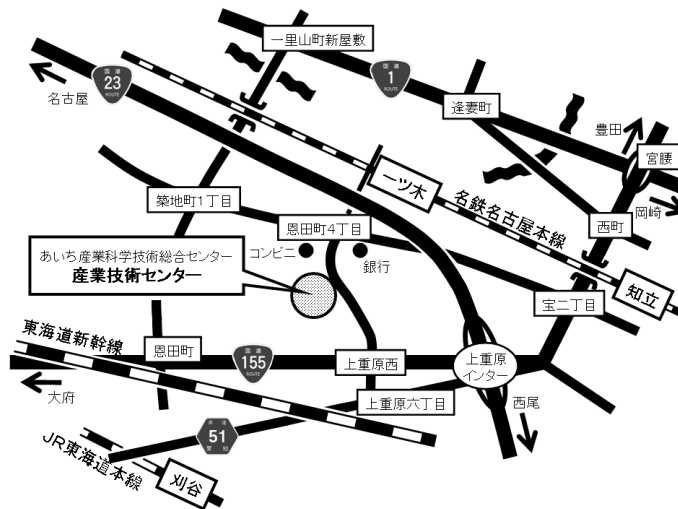 一里山町新屋敷
国道
23
ROUTE
国道
1
ROUTE
名古屋
逢妻町
豊田
宮腰
一ツ木
岡崎
築地町1丁目
名鉄名古屋本線
西町
恩田町4丁目
あいち産業科学技術総合センター
産業技術センター
コンビニ
銀行
知立
宝二丁目
東海道新幹線
恩田町
国道
155
ROUTE
上重原西
上重原
インター
大府
上重原六丁目
西尾
県道
51
愛知
JR東海道本線
刈谷